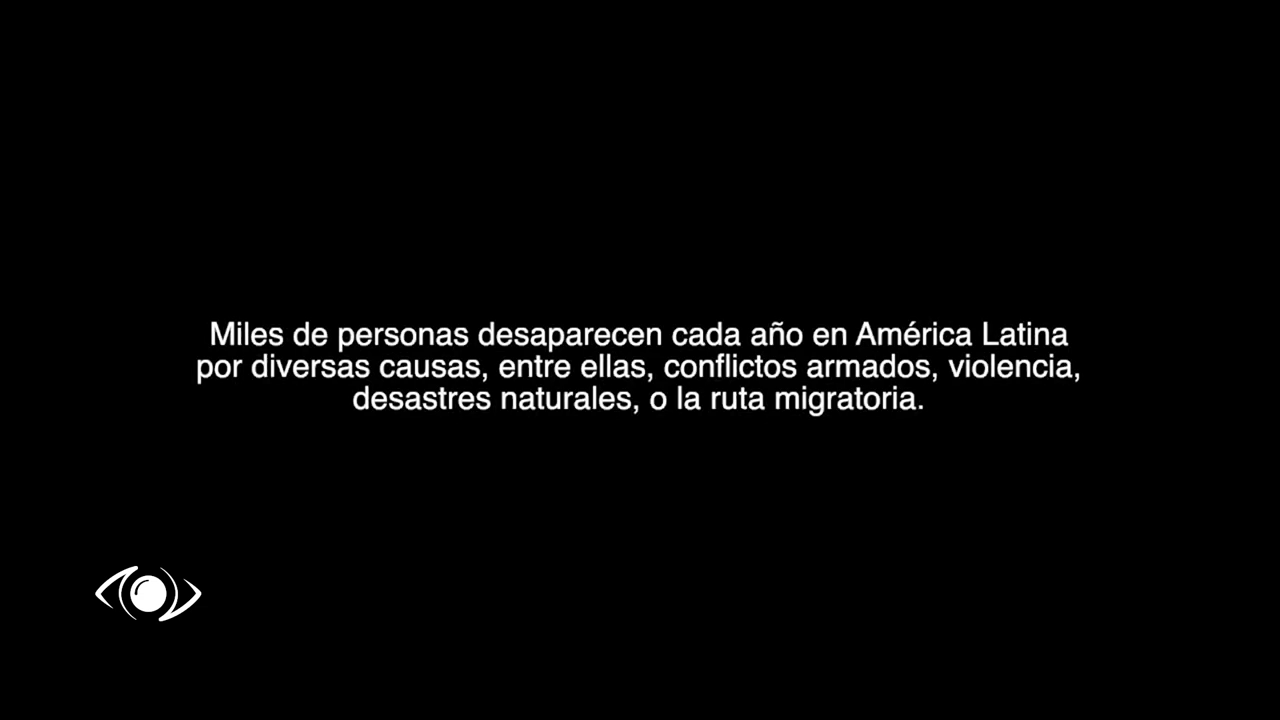 Miles de personas desaparecen cada año en América Latina
por diversas causas, entre ellas, conflictos armados, violencia,
desastres naturales, o la ruta migratoria.